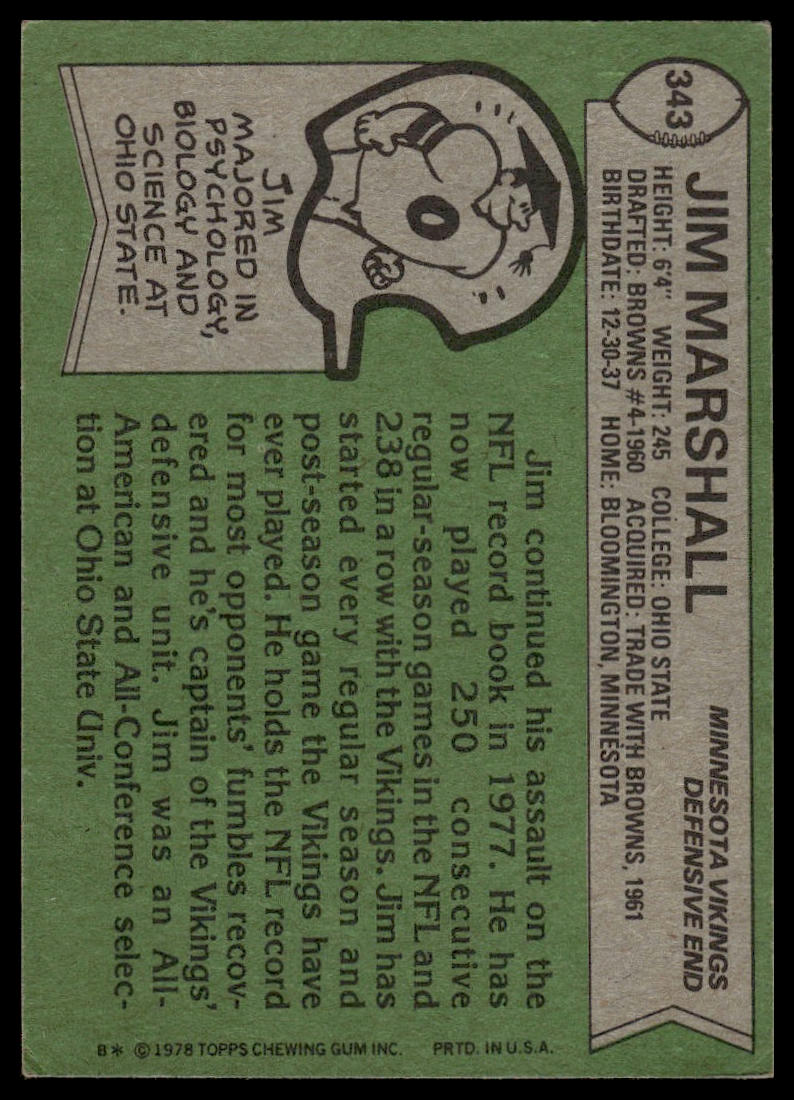 343
JIM MARSHALL
MINNESOTA VIKINGS
DEFENSIVE END
HEIGHT: 6'4" WEIGHT: 245 COLLEGE: OHIO STATE
DRAFTED: BROWNS #4-1960 ACQUIRED: TRADE WITH BROWNS, 1961
BIRTHDATE: 12-30-37 HOME: BLOOMINGTON, MINNESOTA
0
JIM
MAJORED IN
PSYCHOLOGY,
BIOLOGY AND
SCIENCE AT
OHIO STATE.
Jim continued his assault on the
NFL record book in 1977. He has
now played 250 consecutive
regular-season games in the NFL and
238 in a row with the Vikings. Jim has
started every regular season and
post-season game the Vikings have
ever played. He holds the NFL record
for most opponents' fumbles recov-
ered and he's captain of the Vikings'
defensive unit. Jim was an All-
American and All-Conference selec-
tion at Ohio State Univ.
B* © 1978 TOPPS CHEWING GUM INC. PRTD. IN U.S.A.